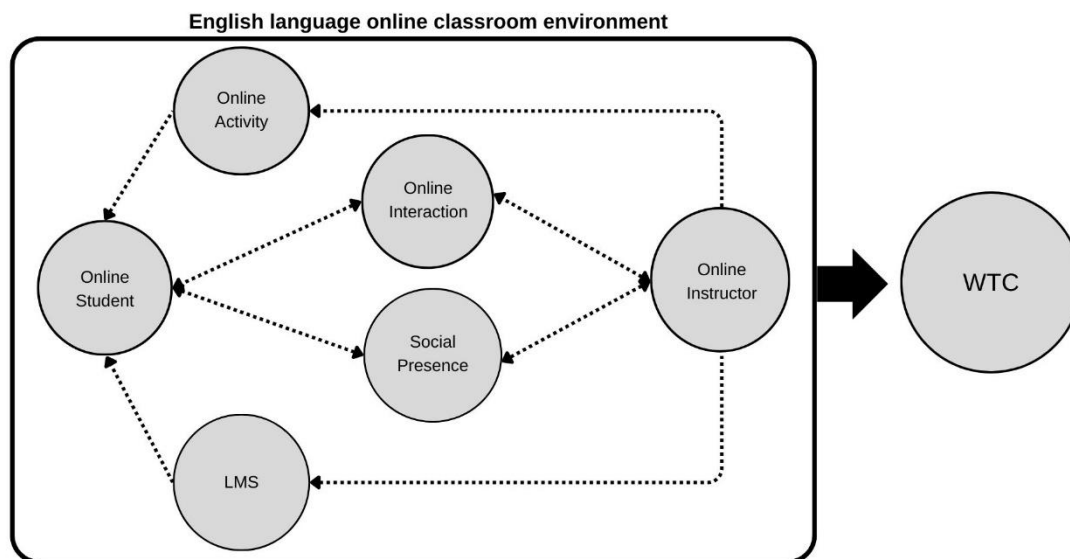 English language online classroom environment
Online
Activity
Online
Interaction
Online
Student
Online
Instructor
WTC
Social
Presence
LMS